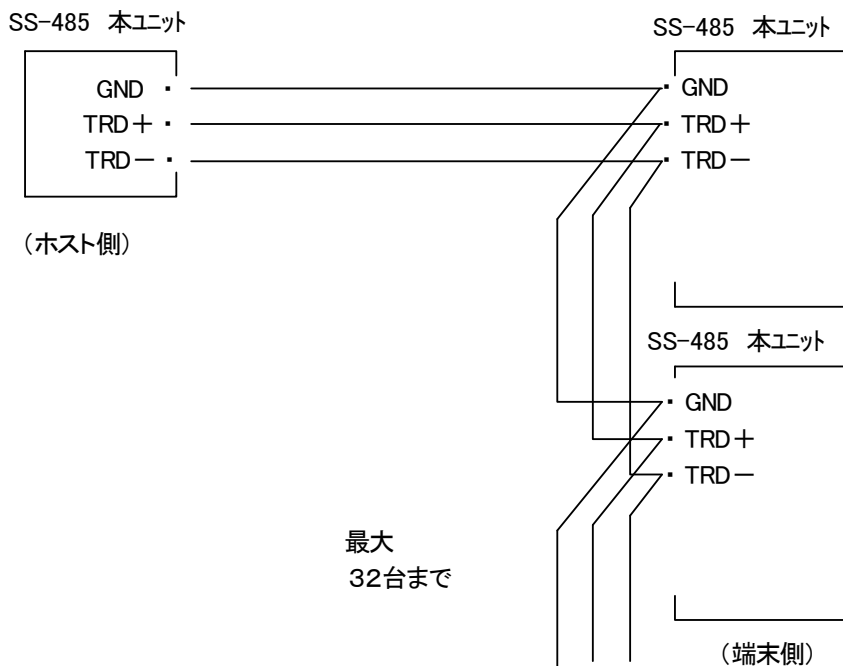 SS-485 本ユニット
GND
TRD＋
TRD－
（ホスト側）
SS-485 本ユニット
GND
TRD＋
TRD－
SS-485 本ユニット
GND
TRD＋
TRD－
最大
３２台まで
（端末側）